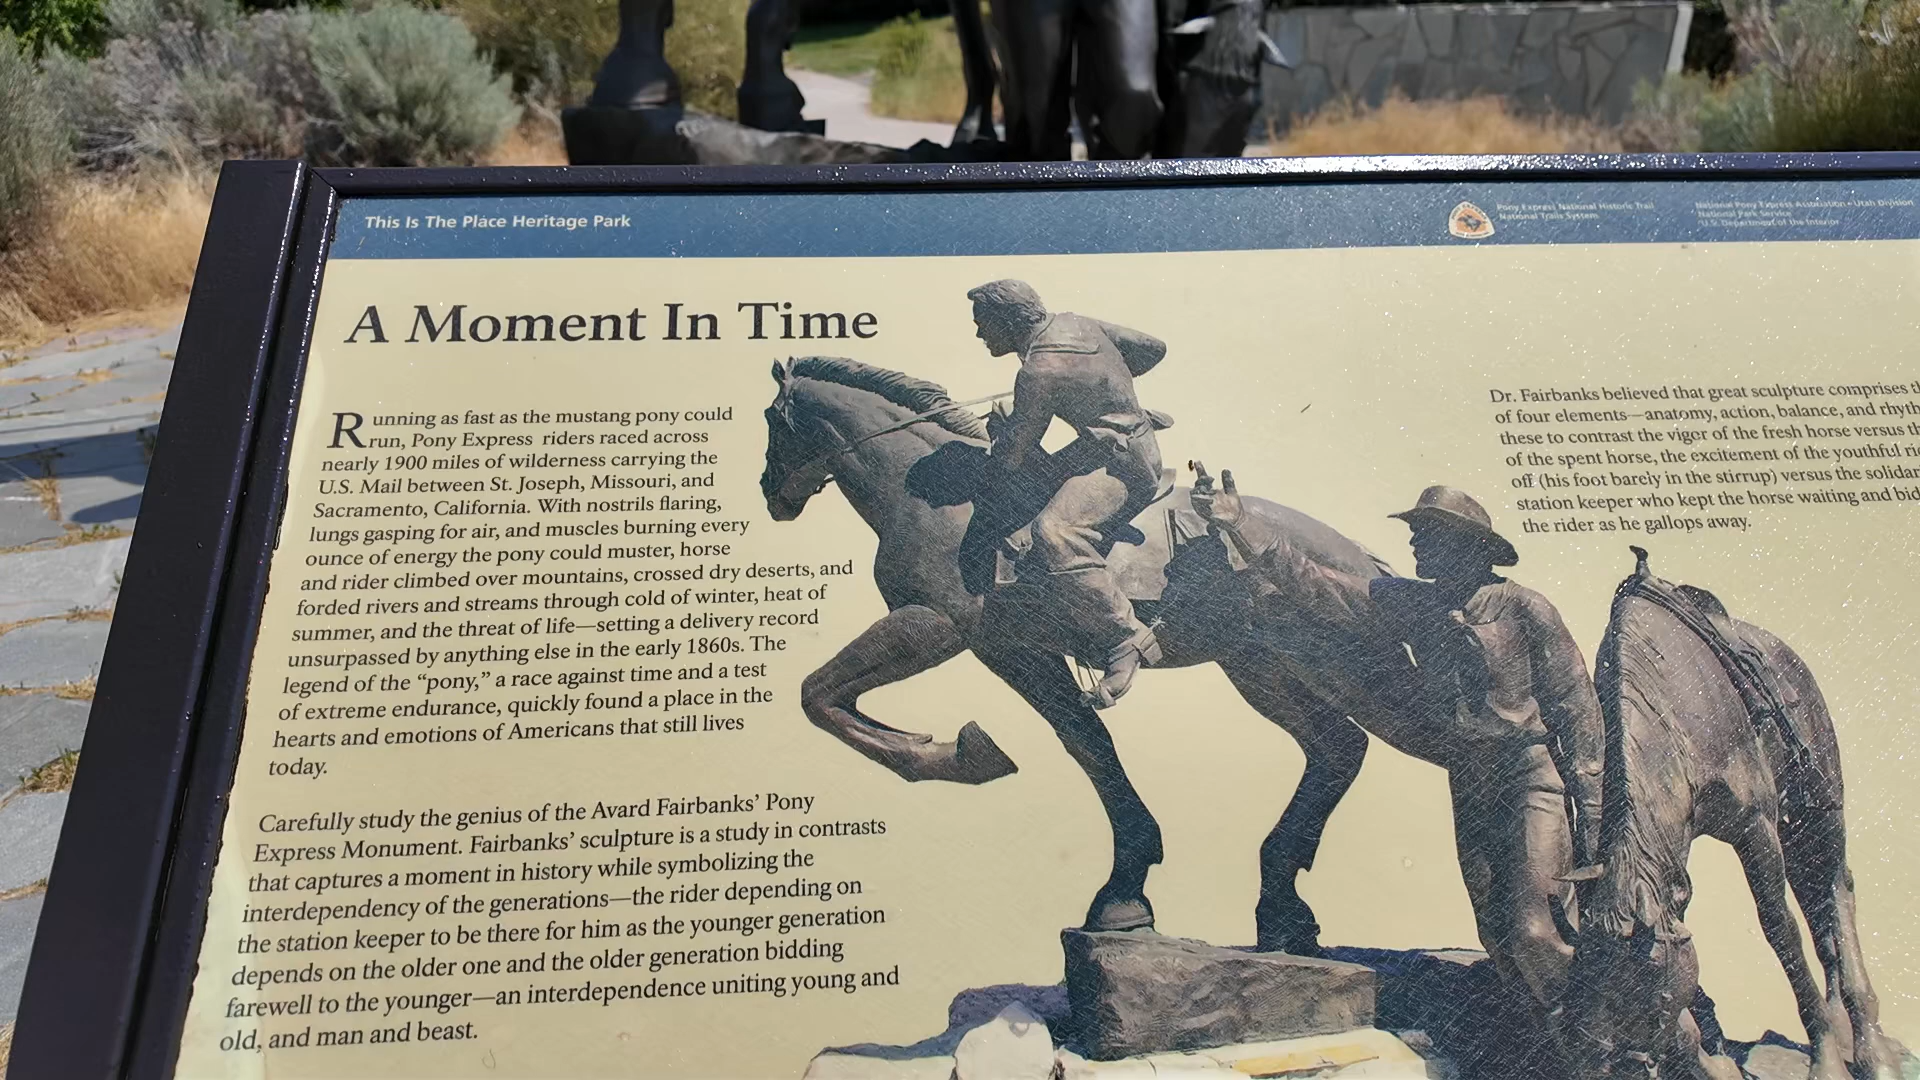 This Is The Place Heritage Park
Pony Express National Historic Trail
National Trails System
National Pony Express Association - Utah Division
National Park Service
U.S. Department of the Interior
A Moment In Time
Running as fast as the mustang pony could
run, Pony Express riders raced across
nearly 1900 miles of wilderness carrying the
U.S. Mail between St. Joseph, Missouri, and
Sacramento, California. With nostrils flaring,
lungs gasping for air, and muscles burning every
ounce of energy the pony could muster, horse
and rider climbed over mountains, crossed dry deserts, and
forded rivers and streams through cold of winter, heat of
summer, and the threat of life—setting a delivery record
unsurpassed by anything else in the early 1860s. The
legend of the “pony,” a race against time and a test
of extreme endurance, quickly found a place in the
hearts and emotions of Americans that still lives
today.
Carefully study the genius of the Avard Fairbanks’ Pony
Express Monument. Fairbanks’ sculpture is a study in contrasts
that captures a moment in history while symbolizing the
interdependency of the generations—the rider depending on
the station keeper to be there for him as the younger generation
depends on the older one and the older generation bidding
farewell to the younger—an interdependence uniting young and
old, and man and beast.
Dr. Fairbanks believed that great sculpture comprises
of four elements—anatomy, action, balance, and
these to contrast the vigor of the fresh horse versus
of the spent horse, the excitement of the youthful
off (his foot barely in the stirrup) versus the
station keeper who kept the horse waiting and
the rider as he gallops away.